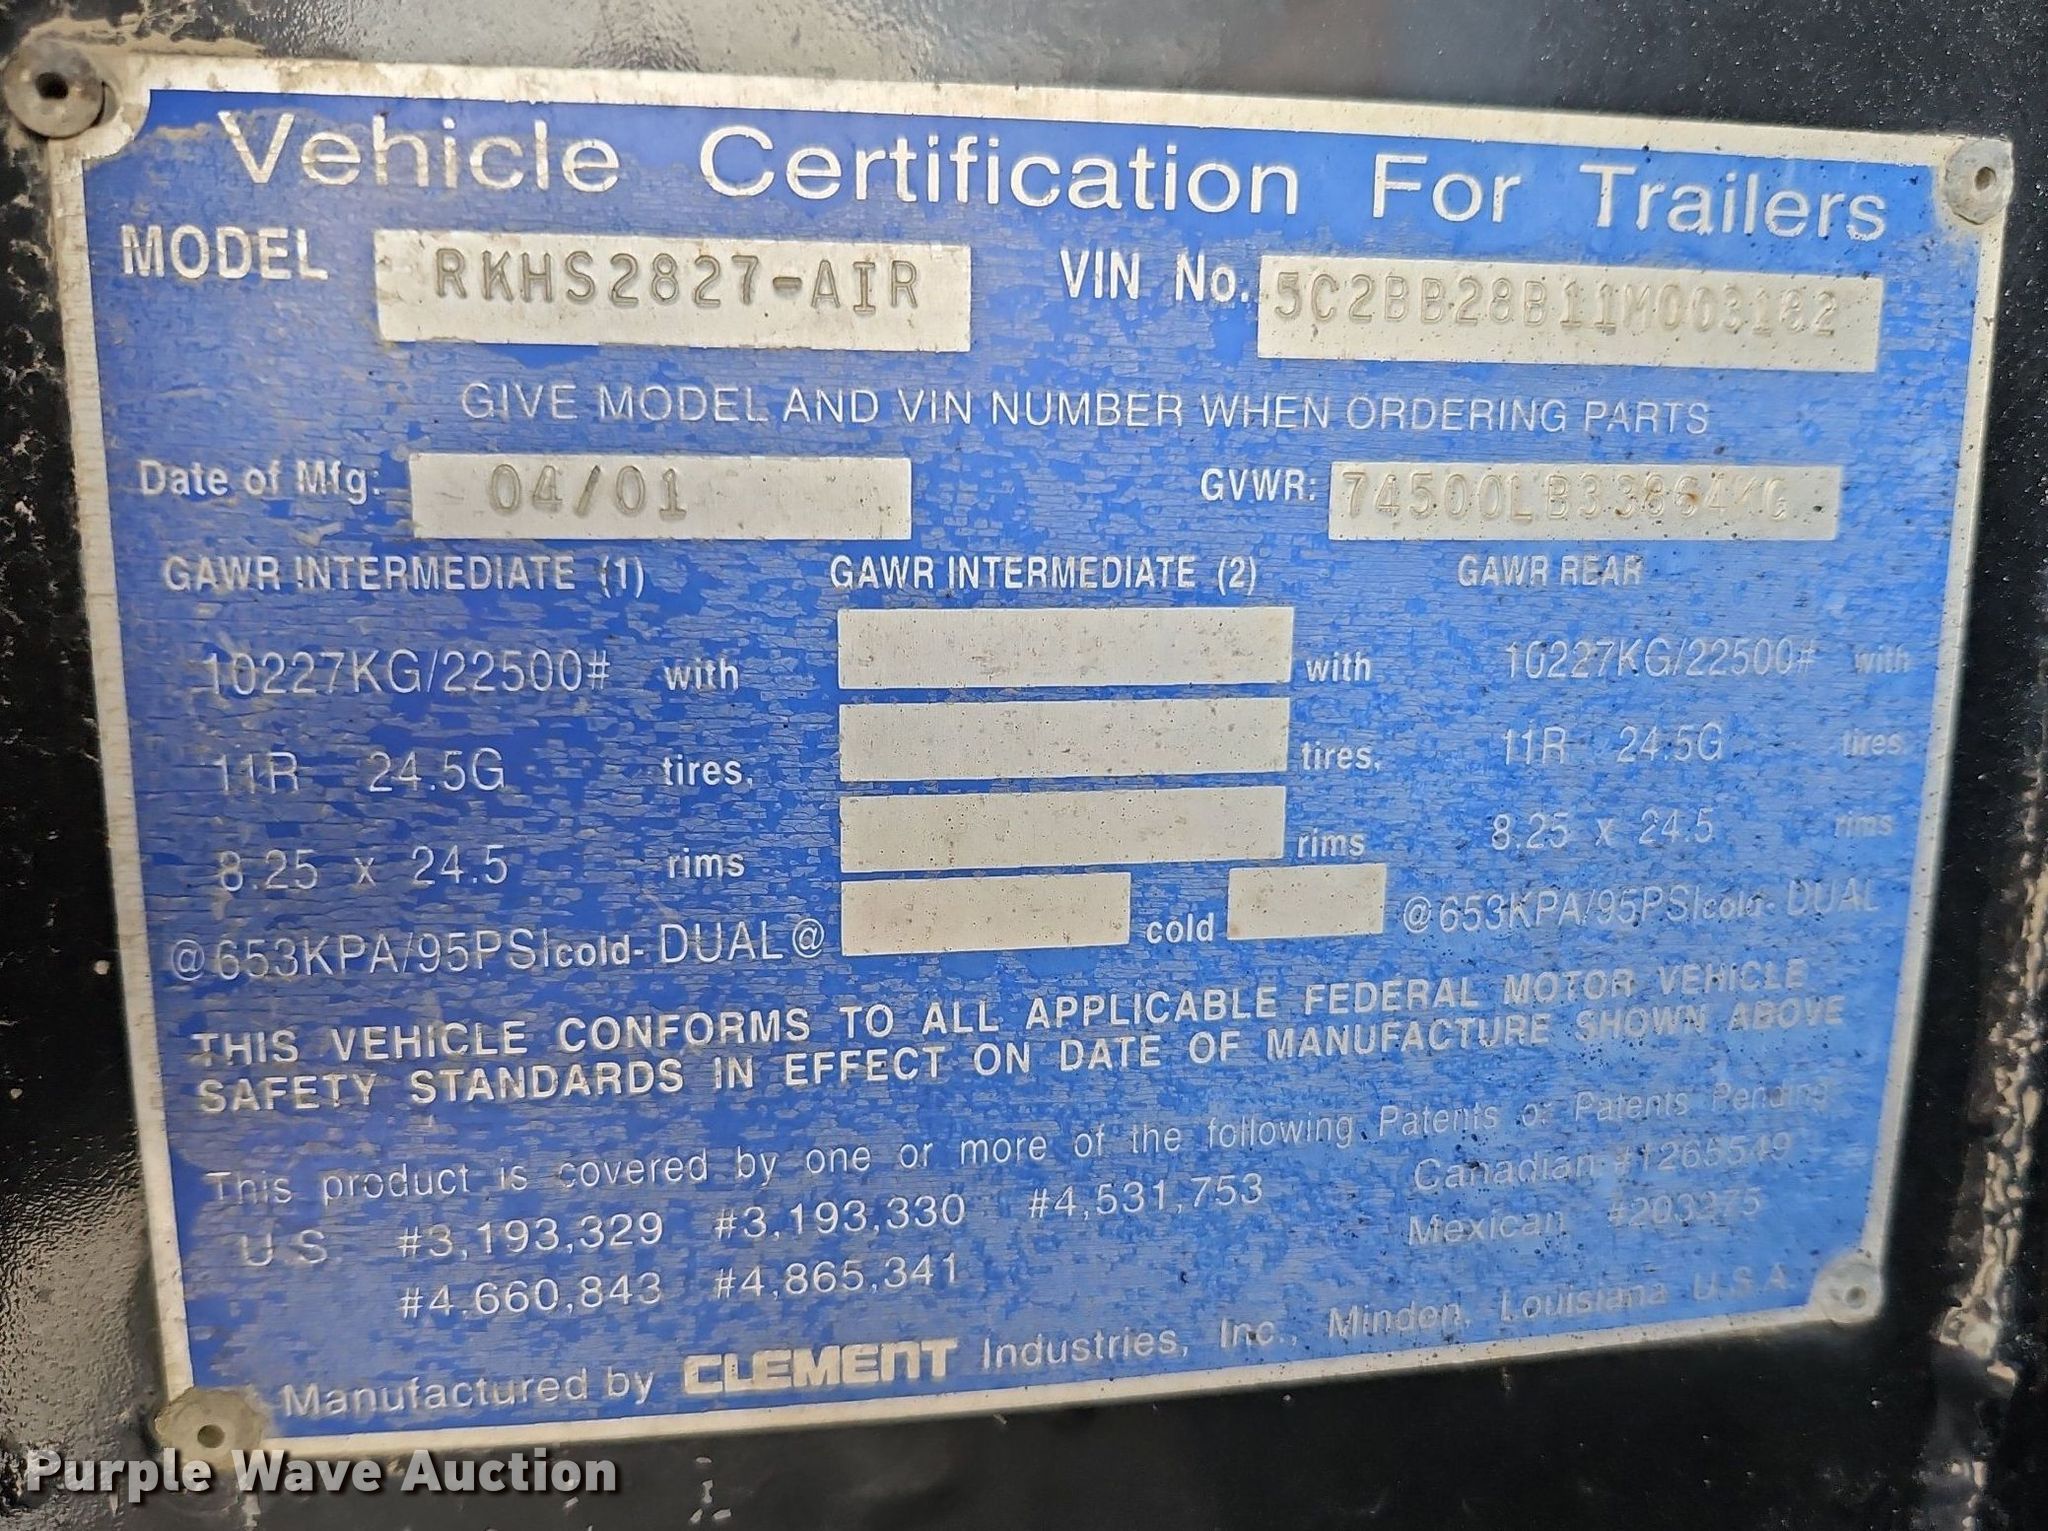 Vehicle Certification For Trailers
MODEL RKHS2827-AIR VIN No. 5C2BB28B11M003182
GIVE MODEL AND VIN NUMBER WHEN ORDERING PARTS
Date of Mfg: 04/01 GVWR: 74500LB33864KG
GAWR INTERMEDIATE (1) GAWR INTERMEDIATE (2) GAWR REAR
10227KG/22500# with with 10227KG/22500# with
11R 24.5G tires, tires, 11R 24.5G tires,
8.25 x 24.5 rims rims 8.25 x 24.5 rims
@653KPA/95PSIcold- DUAL@ cold @653KPA/95PSIcold- DUAL
THIS VEHICLE CONFORMS TO ALL APPLICABLE FEDERAL MOTOR VEHICLE
SAFETY STANDARDS IN EFFECT ON DATE OF MANUFACTURE SHOWN ABOVE
This product is covered by one or more of the following Patents or Patents Pending
U.S. #3,193,329 #3,193,330 #4,531,753 Canadian #1266549
#4,660,843 #4,865,341 Mexican #203275
Manufactured by CLEMENT Industries, Inc., Minden, Louisiana U.S.A.
Purple Wave Auction